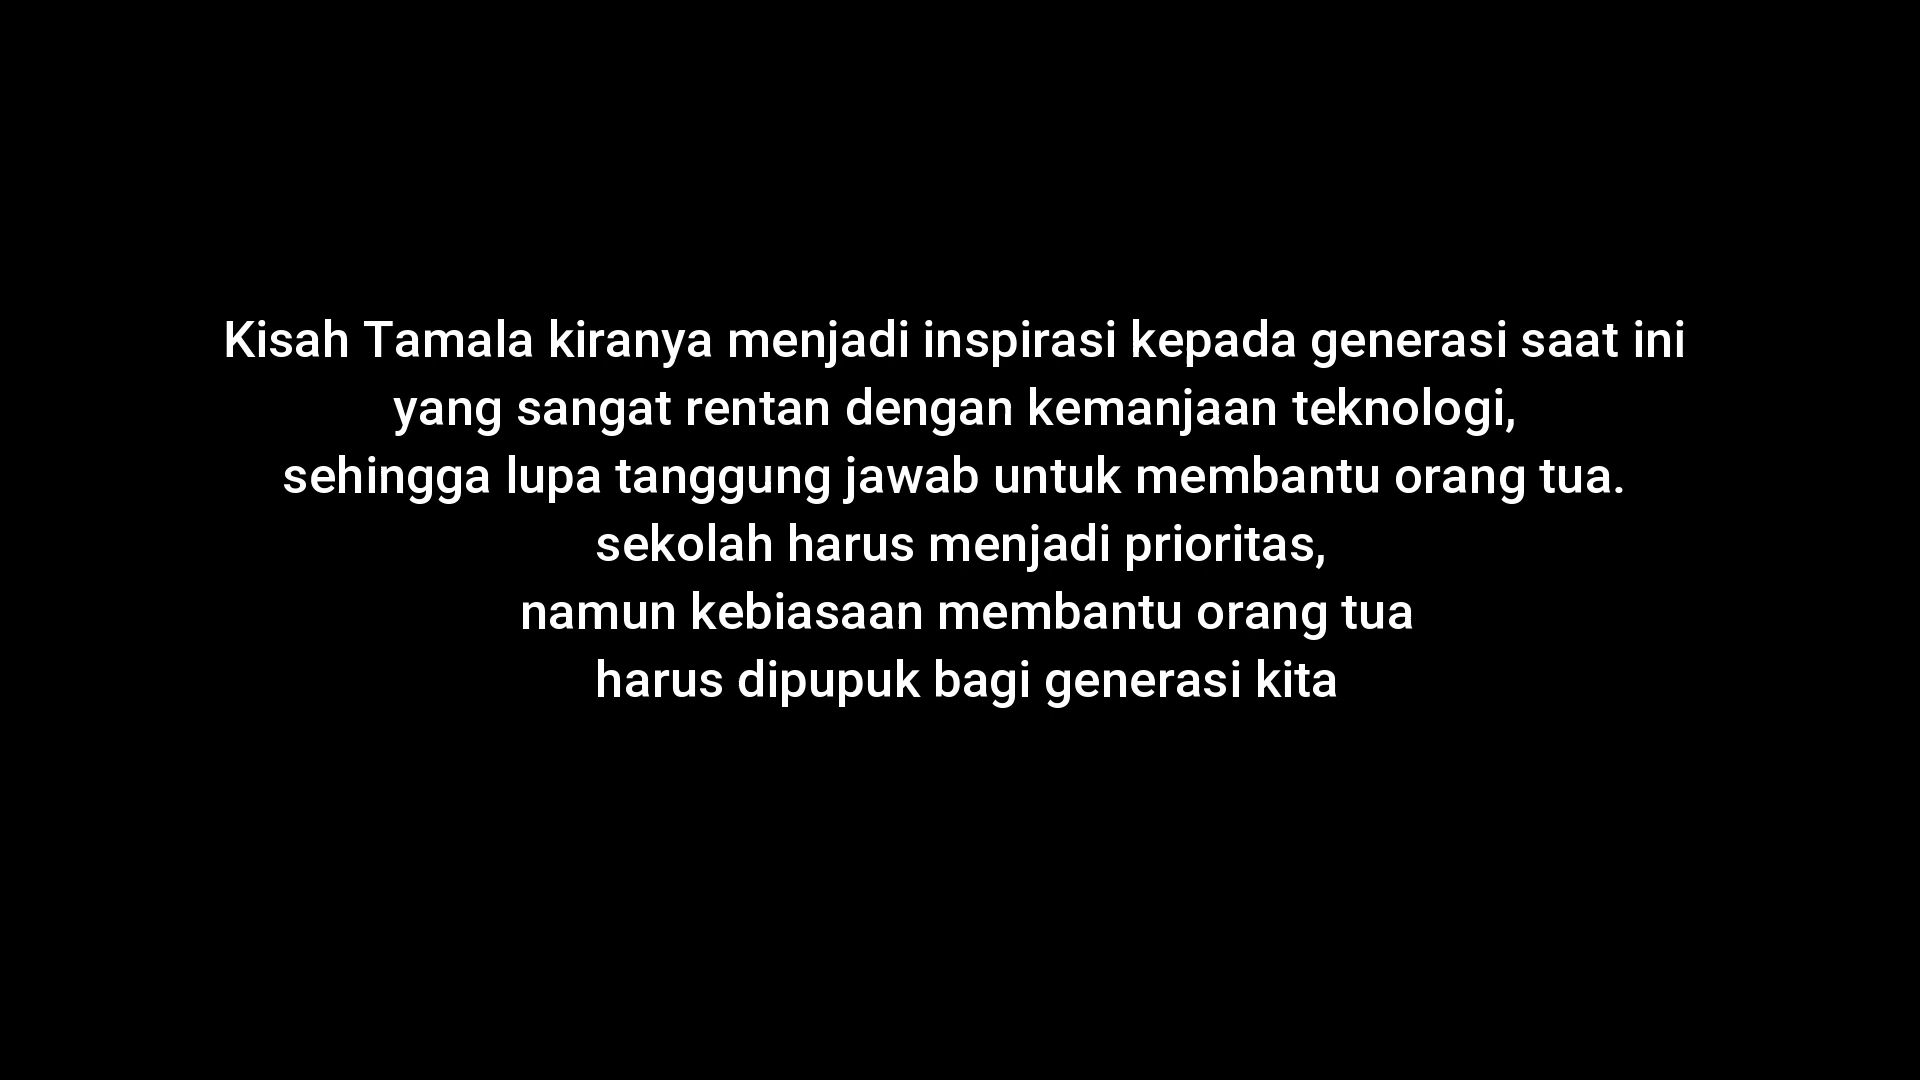 Kisah Tamala kiranya menjadi inspirasi kepada generasi saat ini
yang sangat rentan dengan kemanjaan teknologi,
sehingga lupa tanggung jawab untuk membantu orang tua.
sekolah harus menjadi prioritas,
namun kebiasaan membantu orang tua
harus dipupuk bagi generasi kita